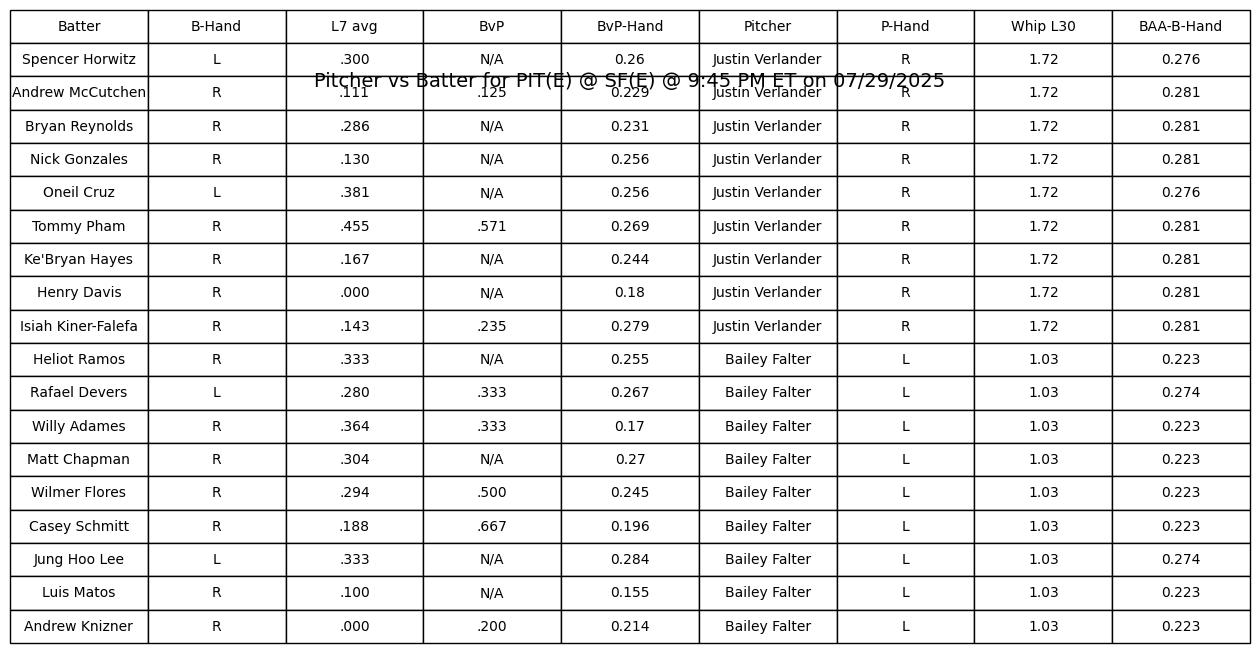 Batter B-Hand L7 avg BvP BvP-Hand Pitcher P-Hand Whip L30 BAA-B-Hand
Spencer Horwitz L .300 N/A 0.26 Justin Verlander R 1.72 0.276
Pitcher vs Batter for PIT(E) @ SF(E) @ 9:45 PM ET on 07/29/2025
Andrew McCutchen R .111 .125 0.229 Justin Verlander R 1.72 0.281
Bryan Reynolds R .286 N/A 0.231 Justin Verlander R 1.72 0.281
Nick Gonzales R .130 N/A 0.256 Justin Verlander R 1.72 0.281
Oneil Cruz L .381 N/A 0.256 Justin Verlander R 1.72 0.276
Tommy Pham R .455 .571 0.269 Justin Verlander R 1.72 0.281
Ke'Bryan Hayes R .167 N/A 0.244 Justin Verlander R 1.72 0.281
Henry Davis R .000 N/A 0.18 Justin Verlander R 1.72 0.281
Isiah Kiner-Falefa R .143 .235 0.279 Justin Verlander R 1.72 0.281
Heliot Ramos R .333 N/A 0.255 Bailey Falter L 1.03 0.223
Rafael Devers L .280 .333 0.267 Bailey Falter L 1.03 0.274
Willy Adames R .364 .333 0.17 Bailey Falter L 1.03 0.223
Matt Chapman R .304 N/A 0.27 Bailey Falter L 1.03 0.223
Wilmer Flores R .294 .500 0.245 Bailey Falter L 1.03 0.223
Casey Schmitt R .188 .667 0.196 Bailey Falter L 1.03 0.223
Jung Hoo Lee L .333 N/A 0.284 Bailey Falter L 1.03 0.274
Luis Matos R .100 N/A 0.155 Bailey Falter L 1.03 0.223
Andrew Knizner R .000 .200 0.214 Bailey Falter L 1.03 0.223